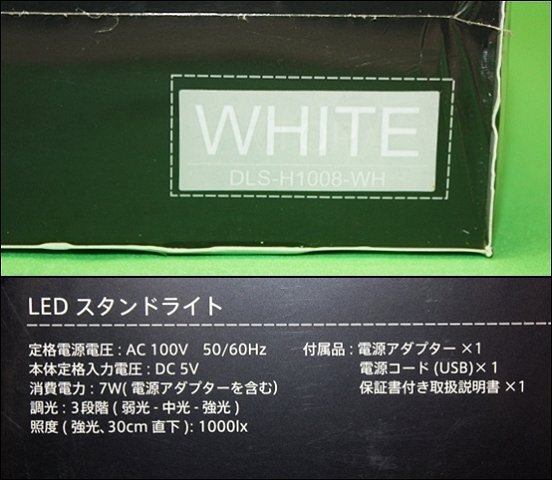 WHITE
DLS-H1008-WH
LED スタンドライト
定格電源電圧 : AC 100V 50/60Hz
本体定格入力電圧 : DC 5V
消費電力 : 7W( 電源アダプターを含む)
調光 : 3段階 ( 弱光 - 中光 - 強光 )
照度 ( 強光、30cm 直下 ) : 1000lx
付属品 : 電源アダプター ×1
電源コード (USB)×1
保証書付き取扱説明書 ×1